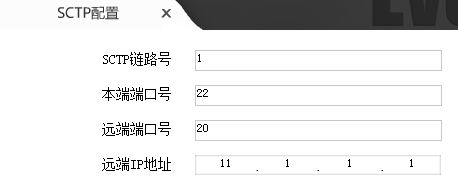 SCTP配置 ×
SCTP链路号 1
本端端口号 22
远端端口号 20
远端IP地址 11 . 1 . 1 . 1